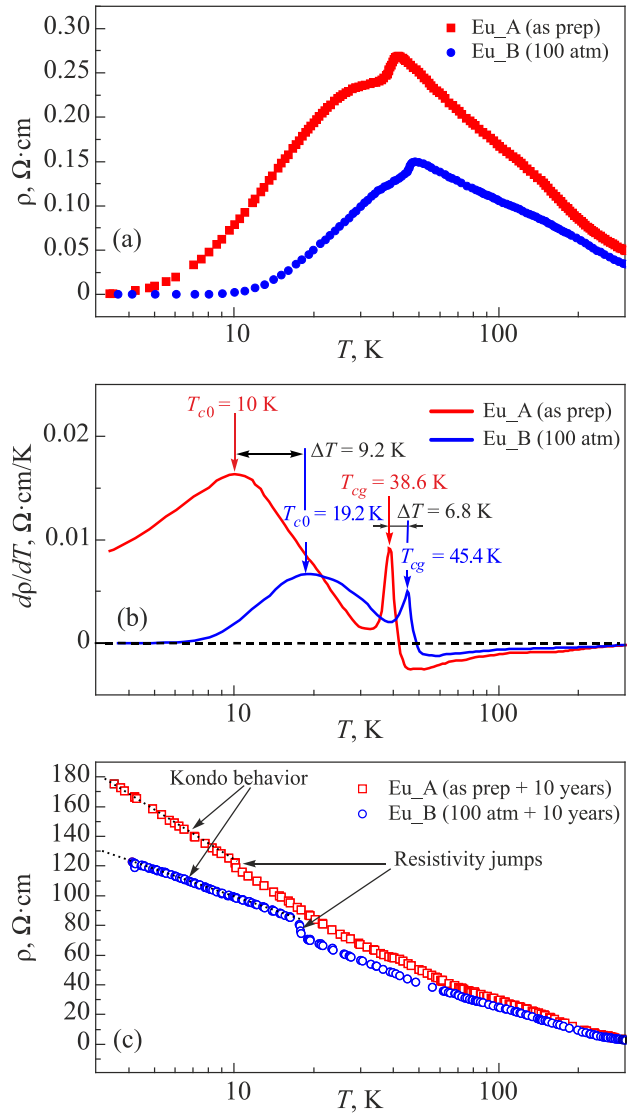 0.30
0.25
0.20
0.15
0.10
0.05
0
ρ, Ω·cm
Eu_A (as prep)
Eu_B (100 atm)
(a)
10
100
T, K
T_c0 = 10 K
Eu_A (as prep)
Eu_B (100 atm)
ΔT = 9.2 K
T_cg = 38.6 K
T_c0 = 19.2 K
ΔT = 6.8 K
T_cg = 45.4 K
0.02
0.01
0
dρ/dT, Ω·cm/K
(b)
10
100
T, K
180
160
140
120
100
80
60
40
20
0
ρ, Ω·cm
Kondo behavior
Eu_A (as prep + 10 years)
Eu_B (100 atm + 10 years)
Resistivity jumps
(c)
10
100
T, K